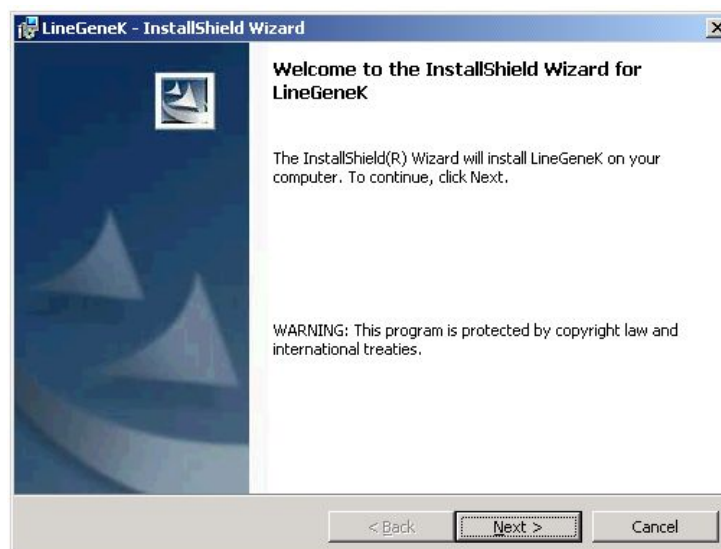 LineGeneK - InstallShield Wizard
Welcome to the InstallShield Wizard for
LineGeneK
The InstallShield(R) Wizard will install LineGeneK on your
computer. To continue, click Next.
WARNING: This program is protected by copyright law and
international treaties.
< Back
Next >
Cancel